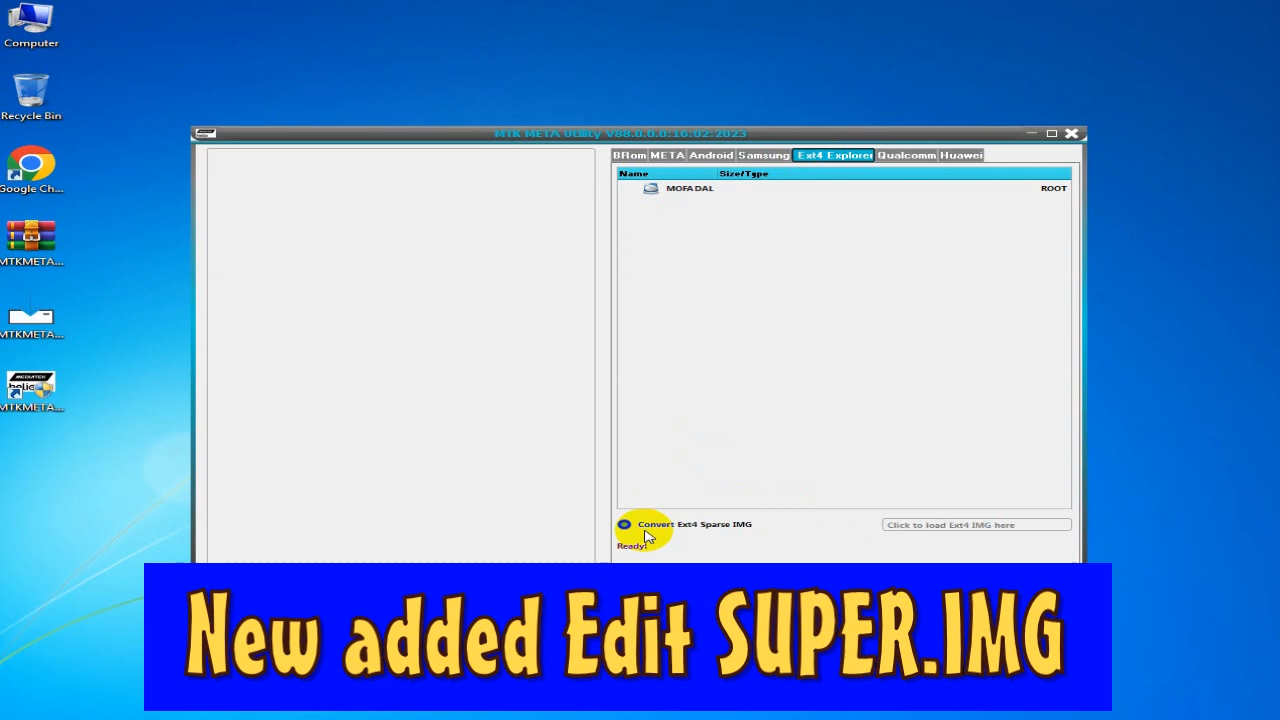 Computer
Recycle Bin
Google Ch...
MTKMETA...
MTKMETA...
MTKMETA...
MTK META Utility V88.0.0.0:16:02:2023
BRom META Android Samsung Ext4 Explorer Qualcomm Huawei
Name Size/Type
MOFADAL ROOT
Convert Ext4 Sparse IMG Click to load Ext4 IMG here
Ready!
New added Edit SUPER.IMG